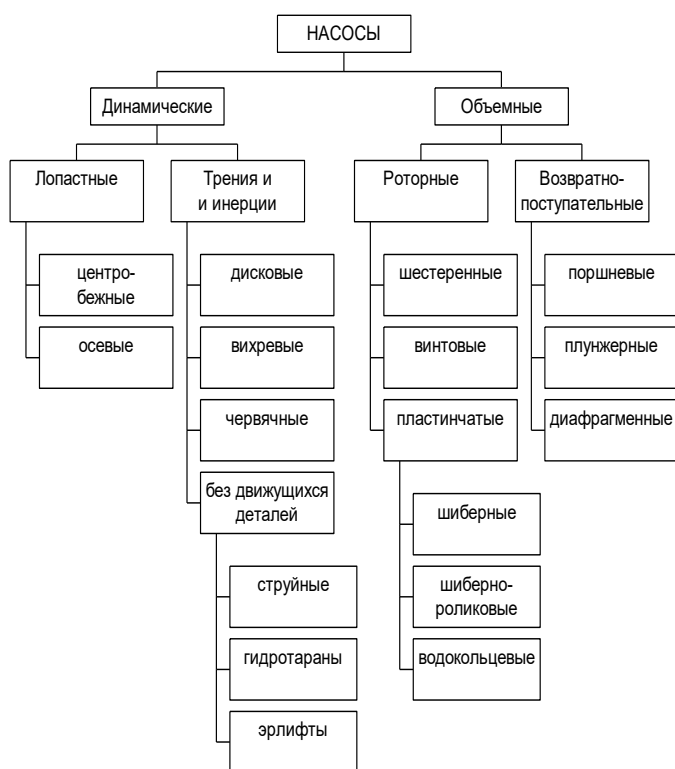 НАСОСЫ
Динамические
Объемные
Лопастные
Трения и
и инерции
Роторные
Возвратно-
поступательные
центро-
бежные
осевые
дисковые
вихревые
червячные
без движущихся
деталей
струйные
гидротараны
эрлифты
шестеренные
винтовые
пластинчатые
шиберные
шиберно-
роликовые
водокольцевые
поршневые
плунжерные
диафрагменные